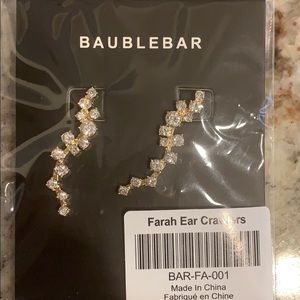 BAUBLEBAR
Farah Ear Crawlers
BAR-FA-001
Made In China
Fabriqué en Chine